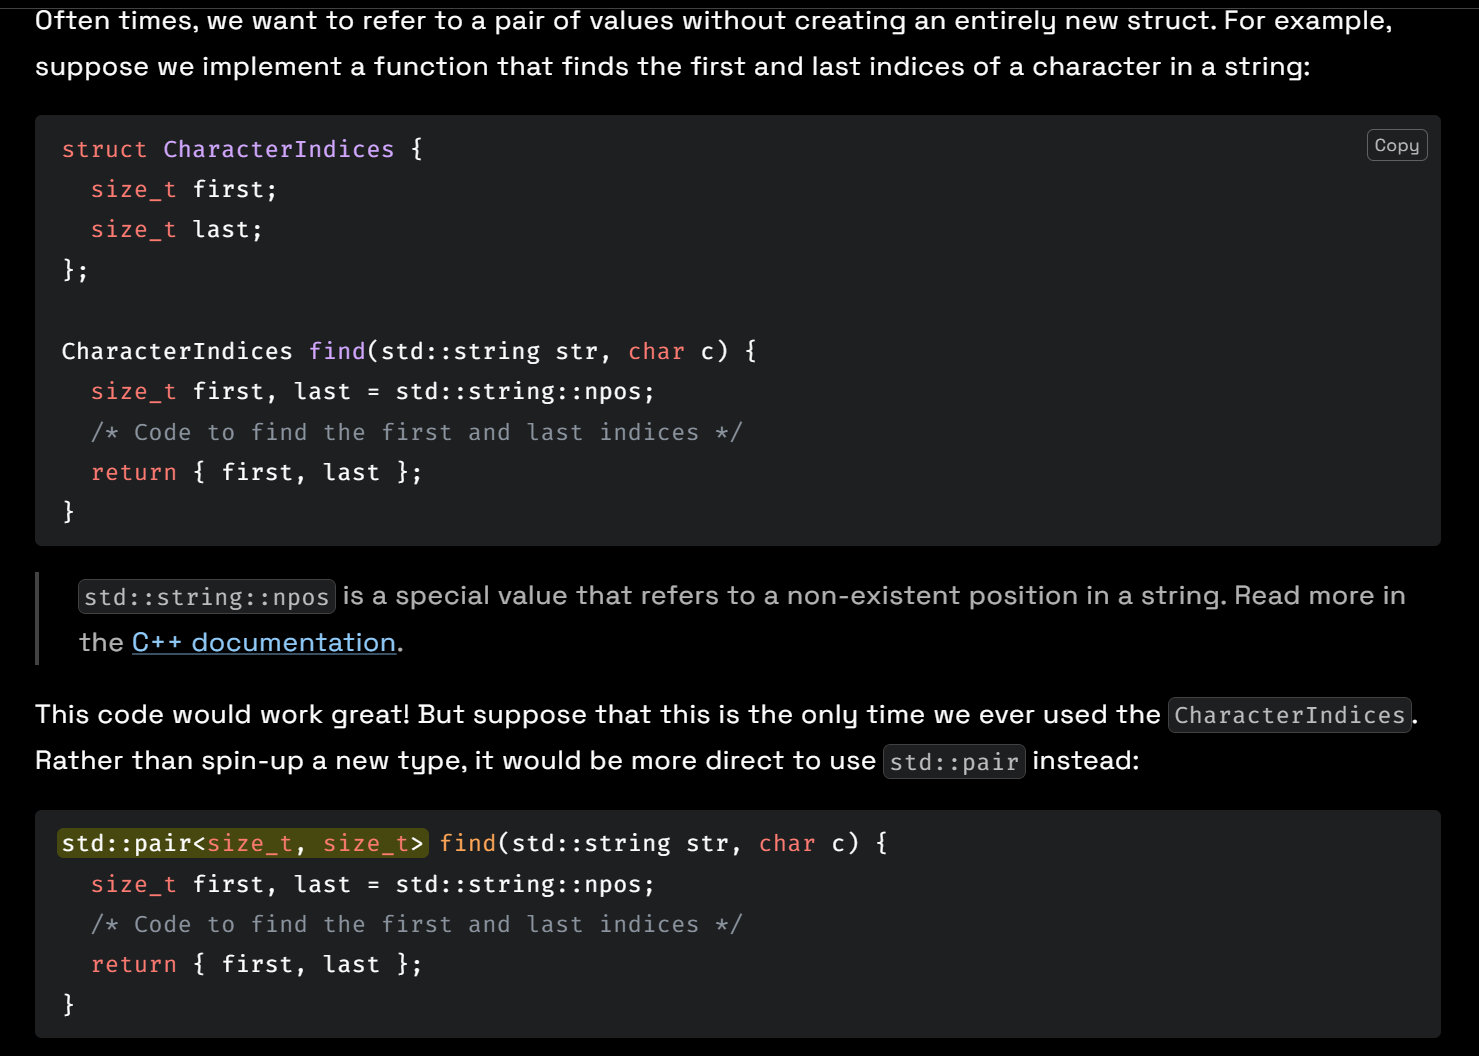 Often times, we want to refer to a pair of values without creating an entirely new struct. For example,
suppose we implement a function that finds the first and last indices of a character in a string:
Copy
struct CharacterIndices {
  size_t first;
  size_t last;
};

CharacterIndices find(std::string str, char c) {
  size_t first, last = std::string::npos;
  /* Code to find the first and last indices */
  return { first, last };
}
std::string::npos is a special value that refers to a non-existent position in a string. Read more in
the C++ documentation.
This code would work great! But suppose that this is the only time we ever used the CharacterIndices.
Rather than spin-up a new type, it would be more direct to use std::pair instead:
std::pair<size_t, size_t> find(std::string str, char c) {
  size_t first, last = std::string::npos;
  /* Code to find the first and last indices */
  return { first, last };
}